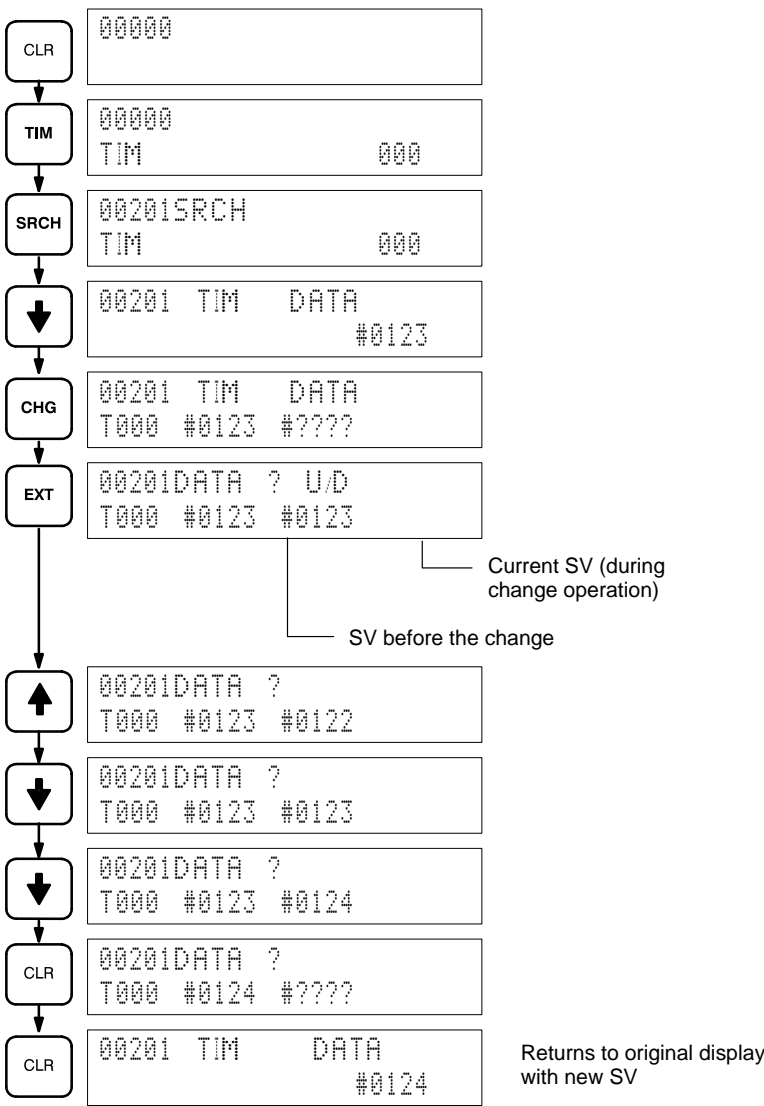 CLR
00000
TIM
00000
TIM 000
SRCH
00201SRCH
TIM 000
00201 TIM DATA
#0123
CHG
00201 TIM DATA
T000 #0123 #????
EXT
00201DATA ? U/D
T000 #0123 #0123
Current SV (during
change operation)
SV before the change
00201DATA ?
T000 #0123 #0122
00201DATA ?
T000 #0123 #0123
00201DATA ?
T000 #0123 #0124
CLR
00201DATA ?
T000 #0124 #????
CLR
00201 TIM DATA
#0124
Returns to original display
with new SV